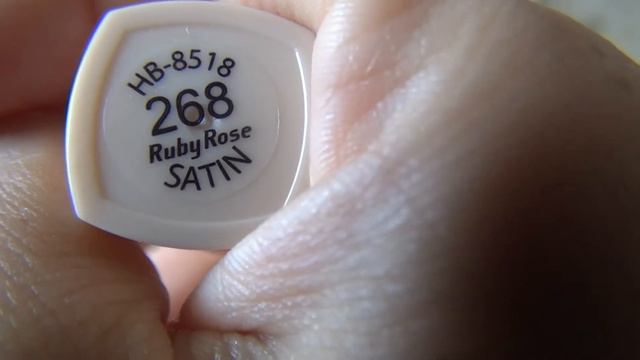 HB-8518
268
Ruby Rose
SATIN